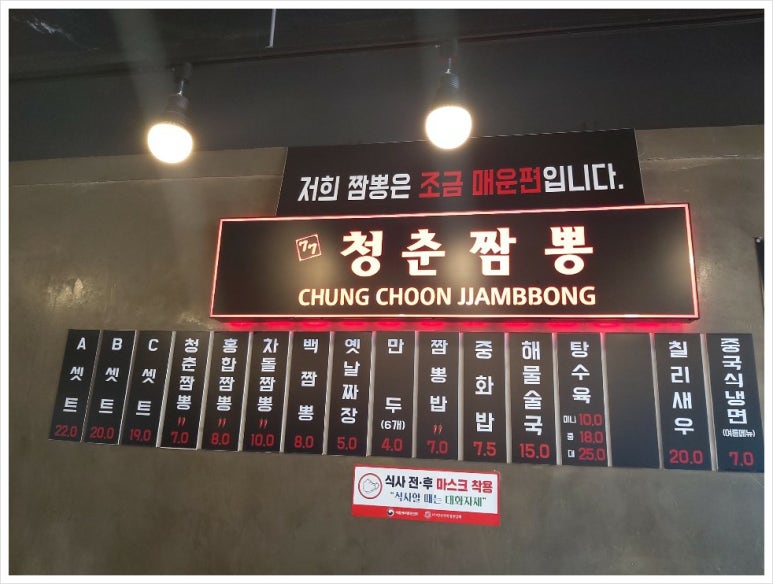 저희 짬뽕은 조금 매운편입니다.
77 청춘짬뽕
CHUNG CHOON JJAMBBONG
A셋트 22.0
B셋트 20.0
C셋트 19.0
청춘짬뽕 7.0
홍합짬뽕 8.0
차돌짬뽕 10.0
백짬뽕 8.0
옛날짜장 5.0
만두 (6개) 4.0
짬뽕밥 7.0
중화밥 7.5
해물술국 15.0
탕수육 미니 10.0
중 18.0
대 25.0
칠리새우 20.0
중국식냉면 (여름메뉴) 7.0
식사 전·후 마스크 착용
"식사할 때는 대화자제"